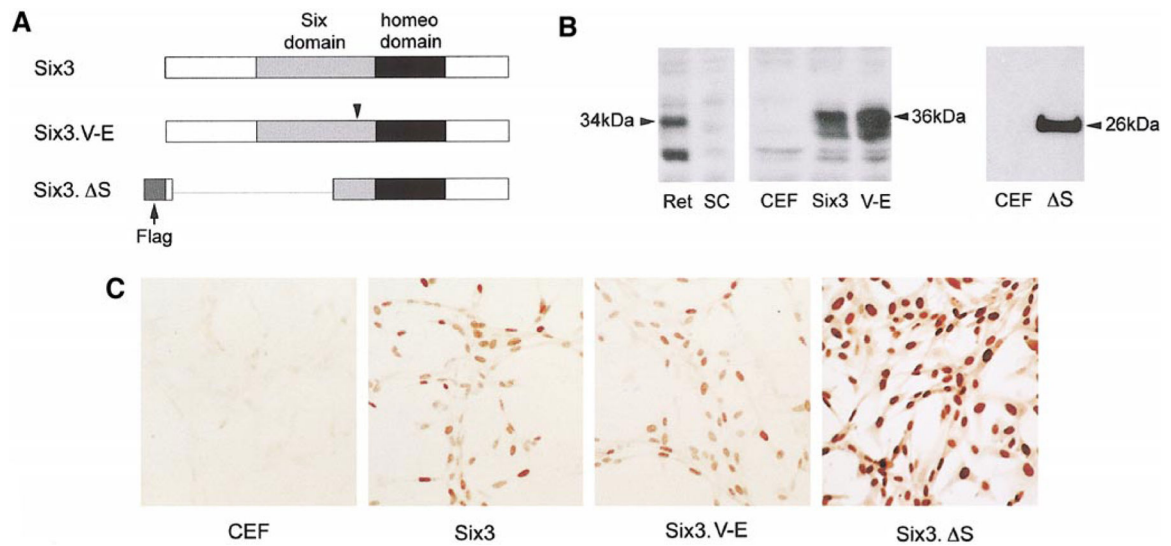 A
Six domain
homeo domain
Six3
Six3.V-E
Six3. ΔS
Flag
B
34kDa
36kDa
26kDa
Ret SC
CEF Six3 V-E
CEF ΔS
C
CEF
Six3
Six3.V-E
Six3. ΔS